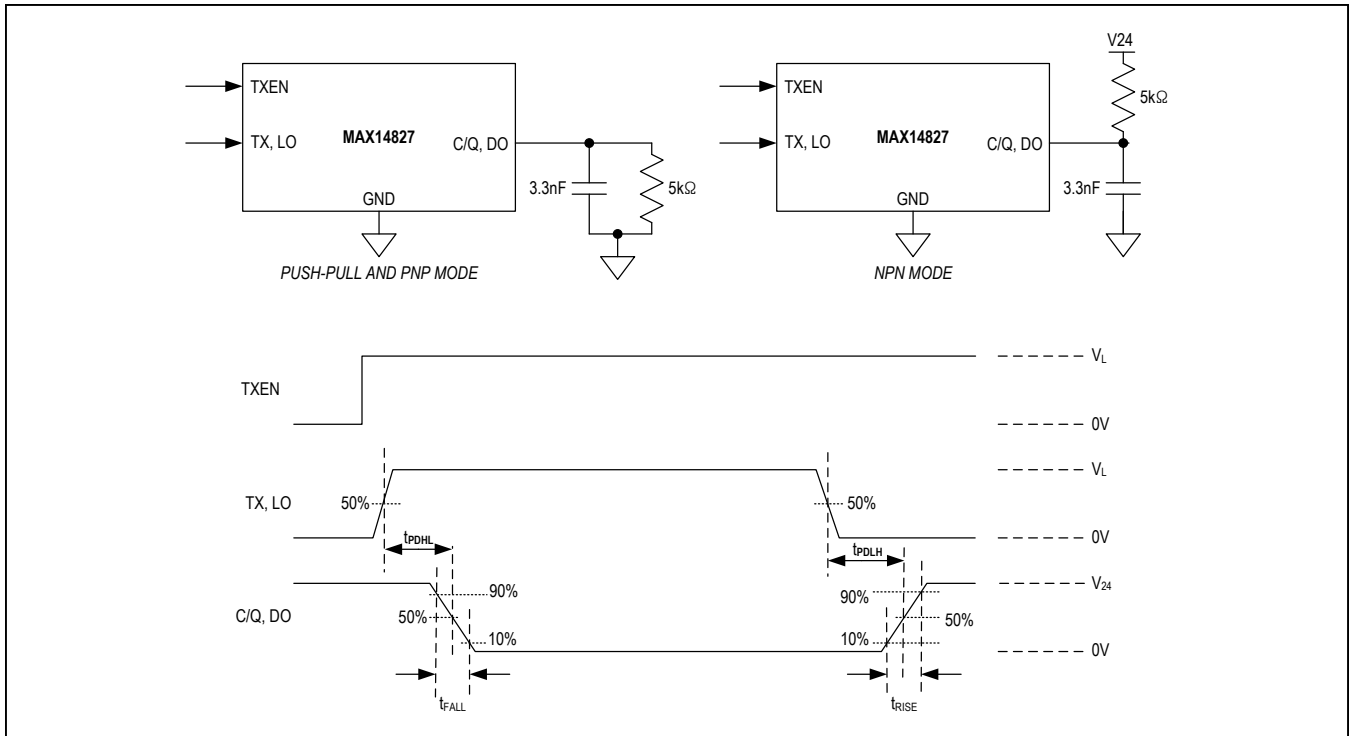 TXEN
TX, LO
MAX14827
C/Q, DO
GND
3.3nF
5kΩ
PUSH-PULL AND PNP MODE
V24
5kΩ
TXEN
TX, LO
MAX14827
C/Q, DO
GND
3.3nF
NPN MODE
TXEN
VL
0V
TX, LO
50%
50%
VL
0V
tPDHL
tPDLH
C/Q, DO
90%
50%
10%
90%
50%
10%
V24
0V
tFALL
tRISE